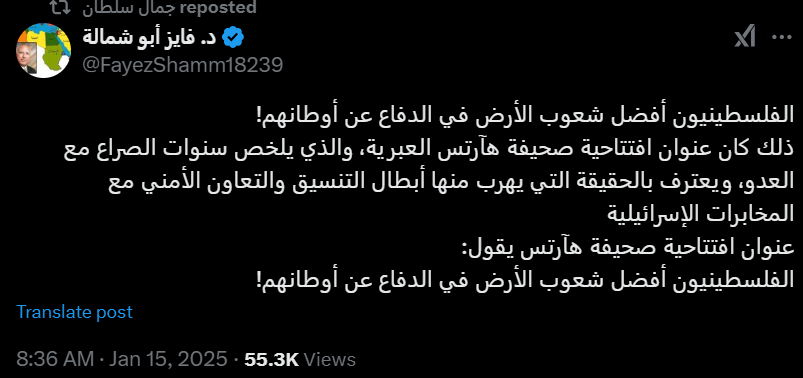 جمال سلطان reposted
د. فايز أبو شمالة
@FayezShamm18239
الفلسطينيون أفضل شعوب الأرض في الدفاع عن أوطانهم!
ذلك كان عنوان افتتاحية صحيفة هآرتس العبرية، والذي يلخص سنوات الصراع مع
العدو، ويعترف بالحقيقة التي يهرب منها أبطال التنسيق والتعاون الأمني مع
المخابرات الإسرائيلية
عنوان افتتاحية صحيفة هآرتس يقول:
الفلسطينيون أفضل شعوب الأرض في الدفاع عن أوطانهم!
Translate post
8:36 AM · Jan 15, 2025 · 55.3K Views